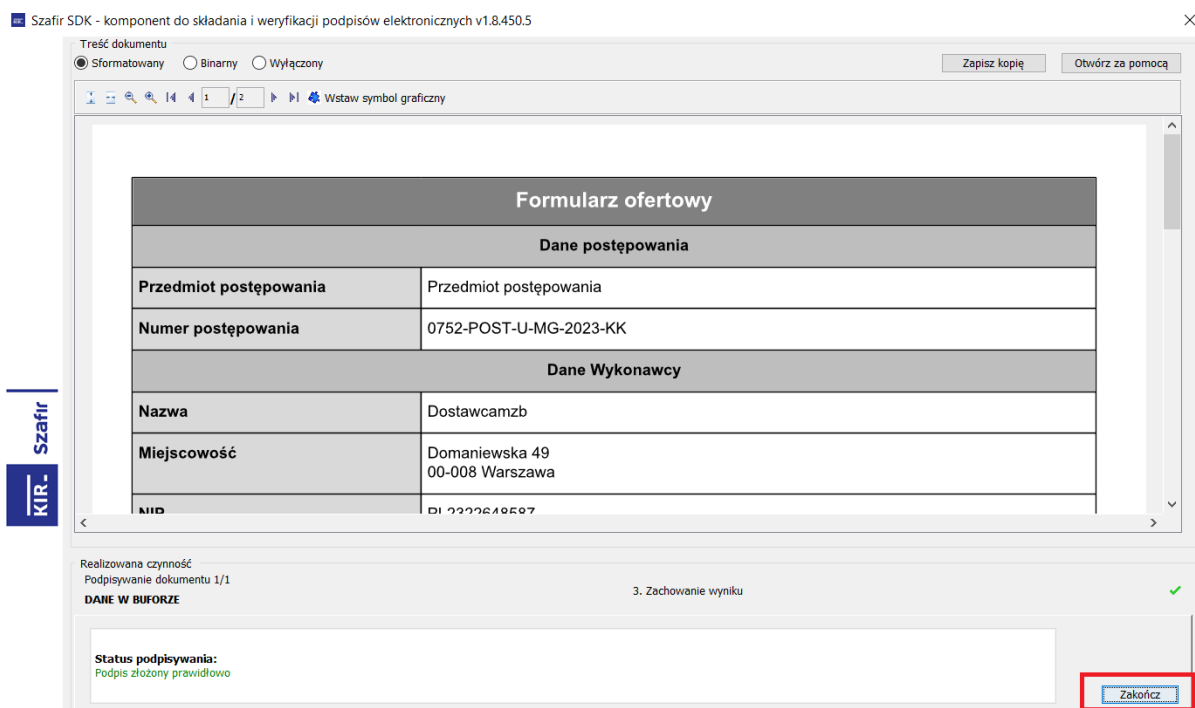 Szafir SDK - komponent do składania i weryfikacji podpisów elektronicznych v1.8.450.5
Treść dokumentu
Sformatowany Binarny Wyłączony Zapisz kopię Otwórz za pomocą
1 / 2 Wstaw symbol graficzny
Formularz ofertowy
Dane postępowania
Przedmiot postępowania Przedmiot postępowania
Numer postępowania 0752-POST-U-MG-2023-KK
Dane Wykonawcy
Nazwa Dostawcamzb
Miejscowość Domaniewska 49
00-008 Warszawa
NIP PL2322648587
Szafir
KIR
Realizowana czynność
Podpisywanie dokumentu 1/1
DANE W BUFORZE
3. Zachowanie wyniku
Status podpisywania:
Podpis złożony prawidłowo
Zakończ